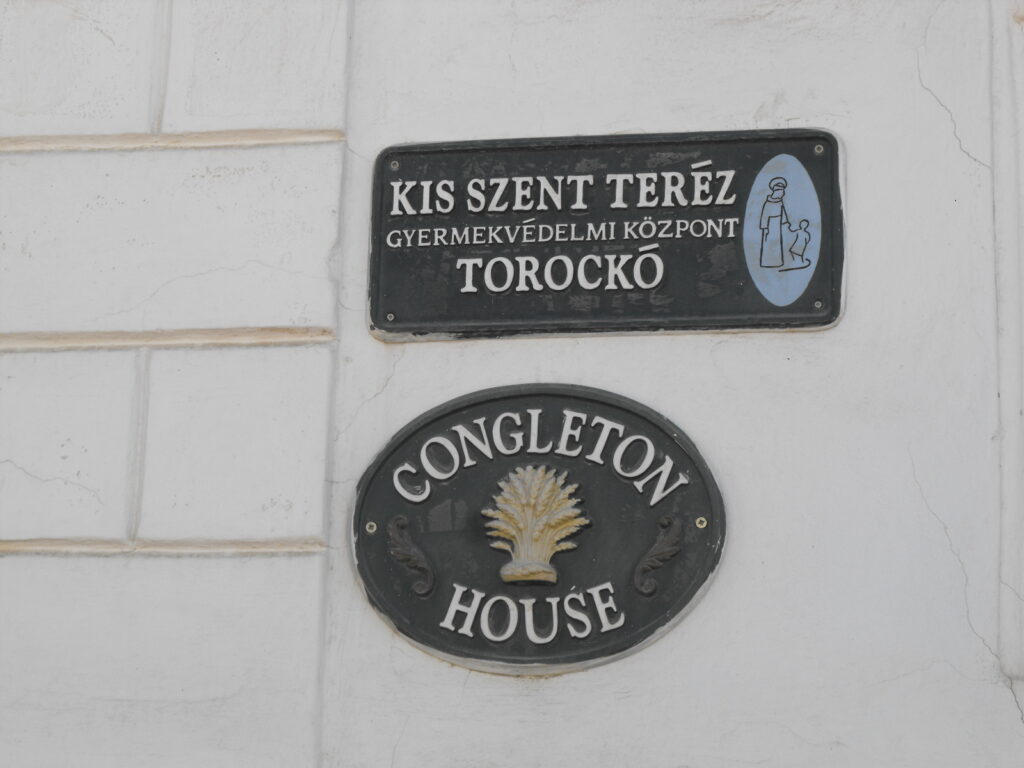 KIS SZENT TERÉZ
GYERMEKVÉDELMI KÖZPONT
TOROCKÓ
CONGLETON
HOUSE